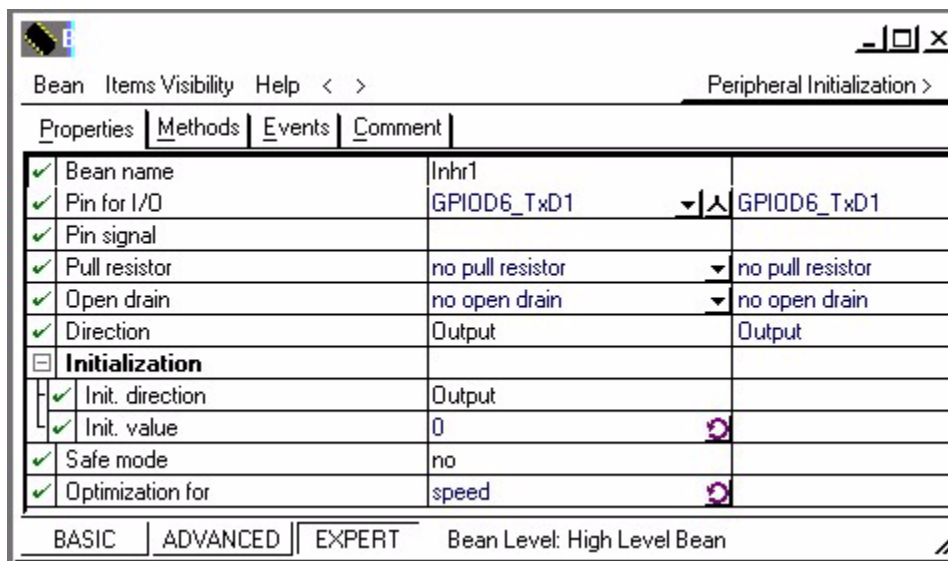 Bean Items Visibility Help < > Peripheral Initialization >
Properties Methods Events Comment
Bean name Inhr1
Pin for I/O GPIOD6_TxD1 GPIOD6_TxD1
Pin signal
Pull resistor no pull resistor no pull resistor
Open drain no open drain no open drain
Direction Output Output
Initialization
Init. direction Output
Init. value 0
Safe mode no
Optimization for speed
BASIC ADVANCED EXPERT Bean Level: High Level Bean